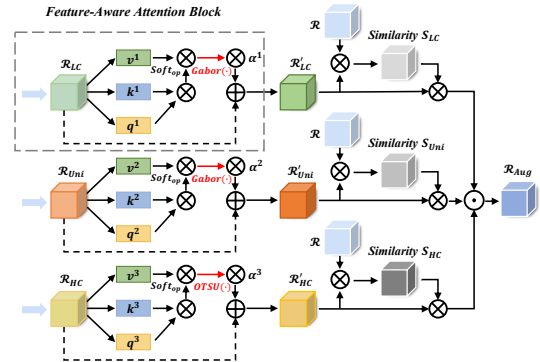 Feature-Aware Attention Block
R_LC
v¹
k¹
q¹
Soft_op
Gabor(·)
α¹
R'_LC
R
Similarity S_LC
R_Uni
v²
k²
q²
Soft_op
Gabor(·)
α²
R'_Uni
R
Similarity S_Uni
R_Aug
R_HC
v³
k³
q³
Soft_op
OTSU(·)
α³
R'_HC
R
Similarity S_HC